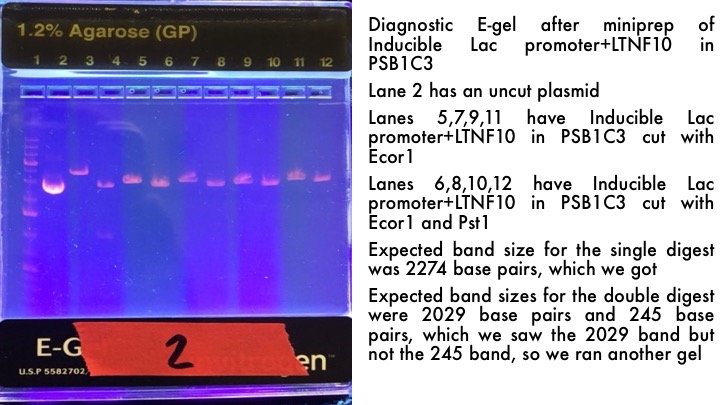 1.2% Agarose (GP)
1 2 3 4 5 6 7 8 9 10 11 12
E-G
2
en
U.S.P 5582702,
Diagnostic E-gel after miniprep of
Inducible Lac promoter+LTNF10 in
PSB1C3
Lane 2 has an uncut plasmid
Lanes 5,7,9,11 have Inducible Lac
promoter+LTNF10 in PSB1C3 cut with
Ecor1
Lanes 6,8,10,12 have Inducible Lac
promoter+LTNF10 in PSB1C3 cut with
Ecor1 and Pst1
Expected band size for the single digest
was 2274 base pairs, which we got
Expected band sizes for the double digest
were 2029 base pairs and 245 base
pairs, which we saw the 2029 band but
not the 245 band, so we ran another gel